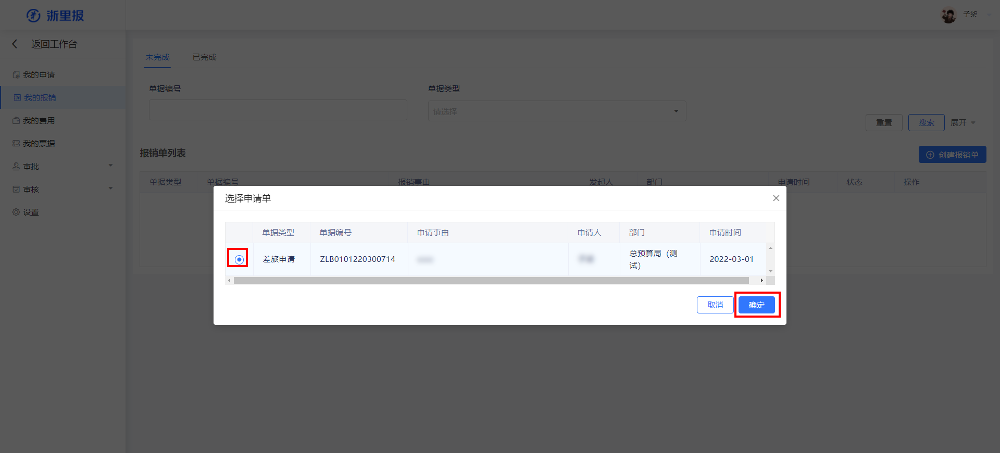 浙里报
子柒
返回工作台
我的申请
我的报销
我的费用
我的票据
审批
审核
设置
未完成
已完成
单据编号
单据类型
请选择
重置
搜索
展开
报销单列表
创建报销单
单据类型
单据编号
报销事由
发起人
部门
申请时间
状态
操作
选择申请单
单据类型
单据编号
申请事由
申请人
部门
申请时间
差旅申请
ZLB0101220300714
总预算局（测
试）
2022-03-01
取消
确定